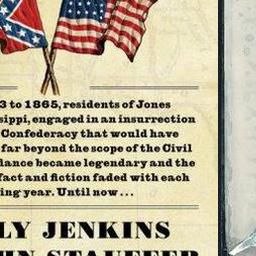 3 to 1865, residents of Jones
sippi, engaged in an insurrection
Confederacy that would have
far beyond the scope of the Civil
iance became legendary and the
fact and fiction faded with each
ing year. Until now...
LY JENKINS
HN STAUFFER